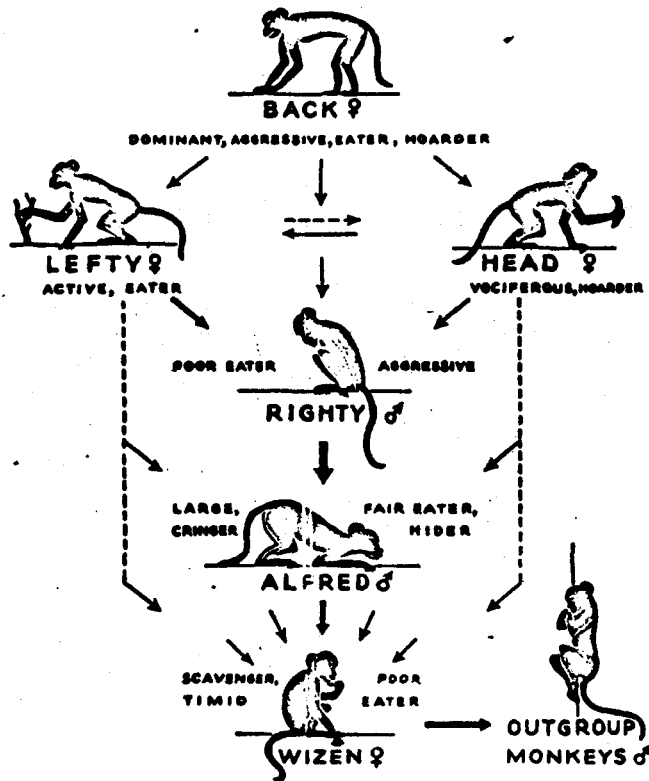 BACK ♀
DOMINANT, AGGRESSIVE, EATER, HOARDER
LEFTY ♀
ACTIVE, EATER
HEAD ♀
VOCIFEROUS, HOARDER
POOR EATER
AGGRESSIVE
RIGHTY ♂
LARGE,
CRINGER
FAIR EATER,
HIDER
ALFRED ♂
SCAVENGER,
TIMID
POOR
EATER
WIZEN ♀
OUTGROUP
MONKEYS ♂